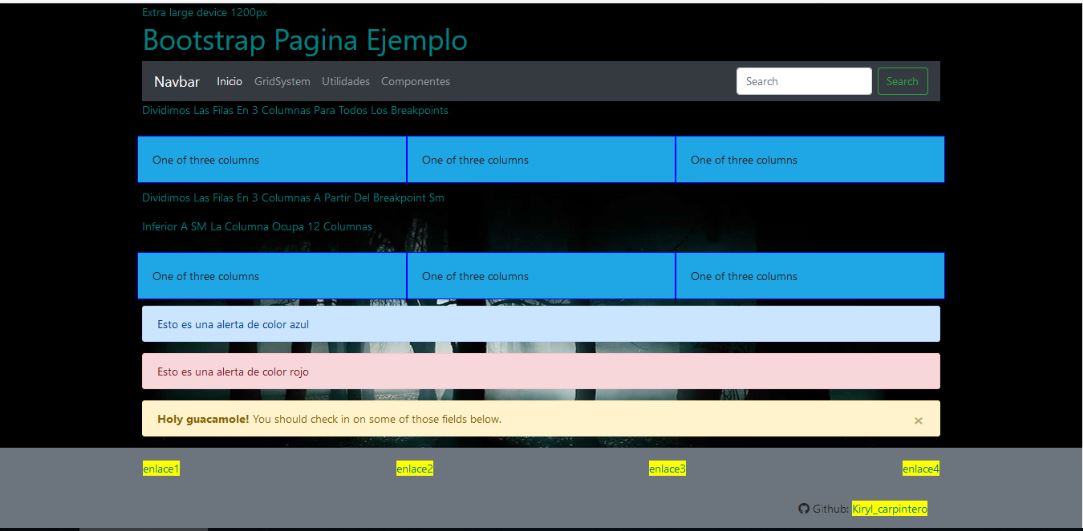 Extra large device 1200px
Bootstrap Pagina Ejemplo
Navbar Inicio GridSystem Utilidades Componentes Search Search
Dividimos Las Filas En 3 Columnas Para Todos Los Breakpoints
One of three columns One of three columns One of three columns
Dividimos Las Filas En 3 Columnas A Partir Del Breakpoint Sm
Inferior A SM La Columna Ocupa 12 Columnas
One of three columns One of three columns One of three columns
Esto es una alerta de color azul
Esto es una alerta de color rojo
Holy guacamole! You should check in on some of those fields below. ×
enlace1 enlace2 enlace3 enlace4
Github: Kiryl_carpintero